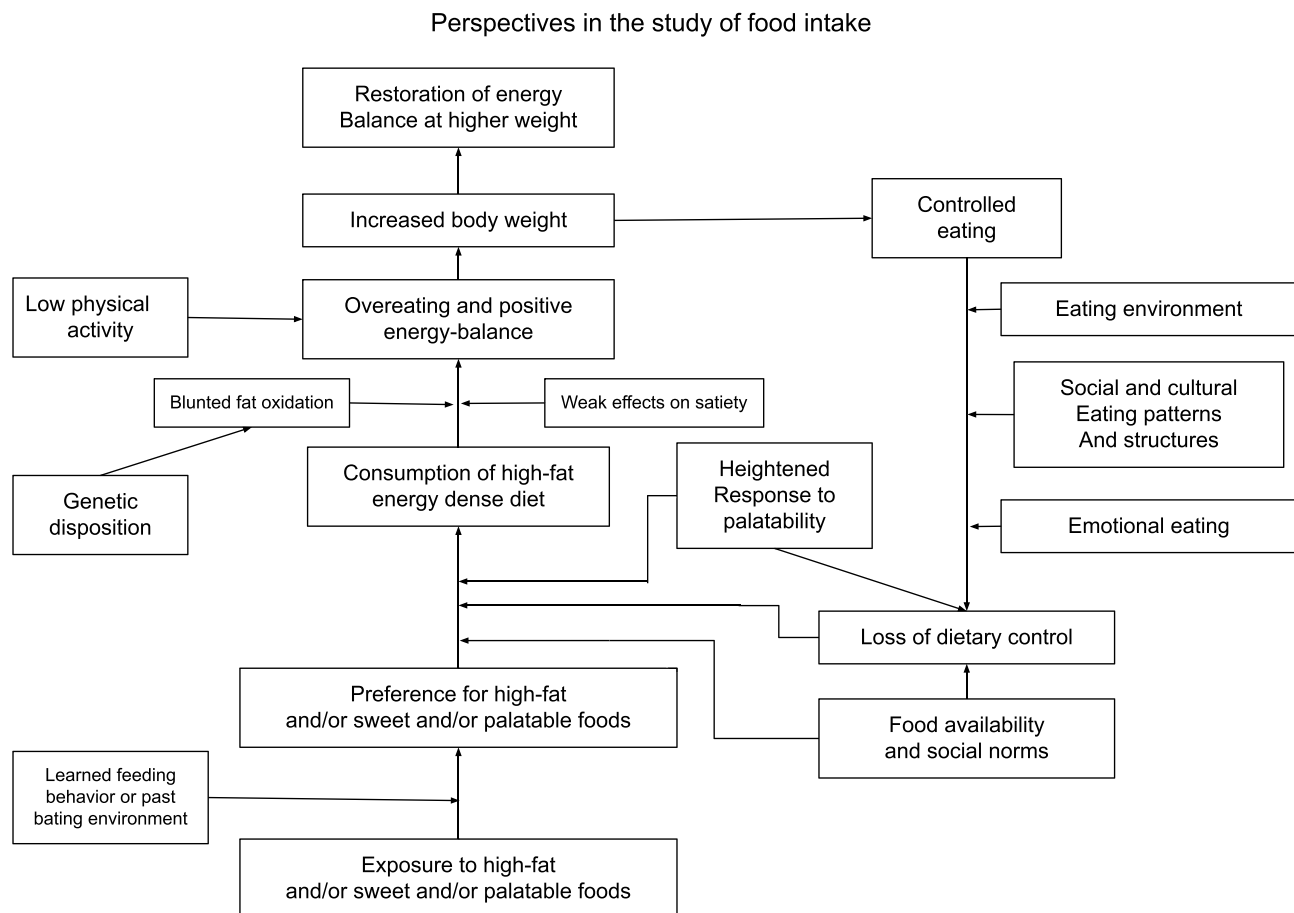 Perspectives in the study of food intake
Restoration of energy
Balance at higher weight
Increased body weight
Controlled
eating
Low physical
activity
Overeating and positive
energy-balance
Eating environment
Blunted fat oxidation
Weak effects on satiety
Social and cultural
Eating patterns
And structures
Genetic
disposition
Consumption of high-fat
energy dense diet
Heightened
Response to
palatability
Emotional eating
Loss of dietary control
Preference for high-fat
and/or sweet and/or palatable foods
Food availability
and social norms
Learned feeding
behavior or past
bating environment
Exposure to high-fat
and/or sweet and/or palatable foods